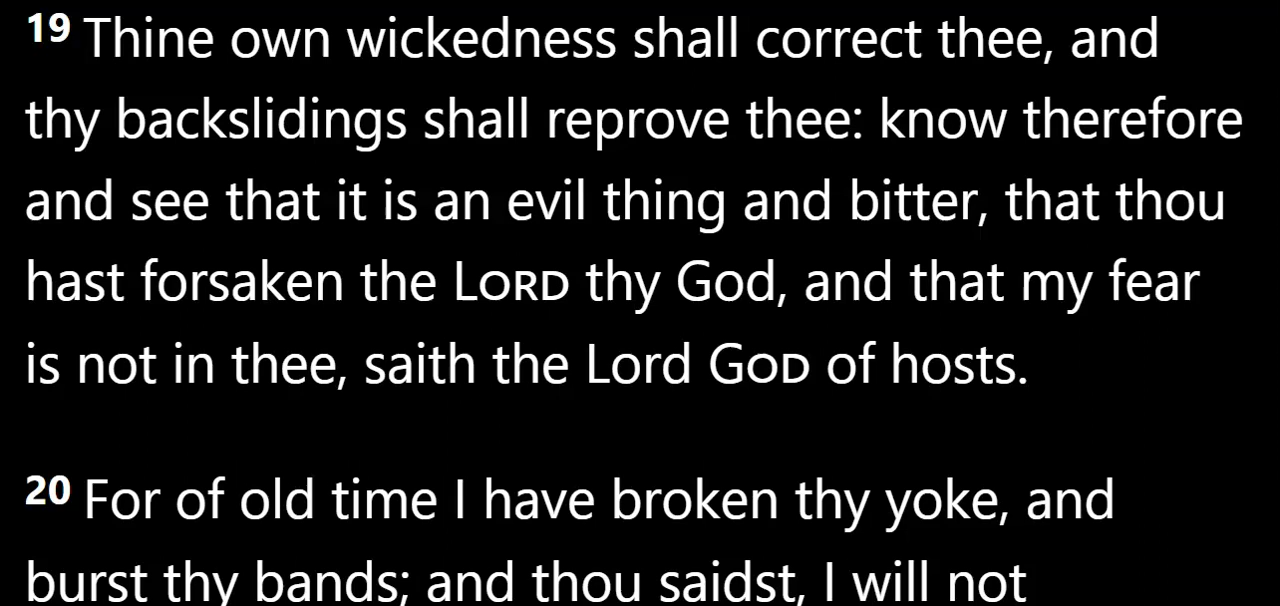 19 Thine own wickedness shall correct thee, and
thy backslidings shall reprove thee: know therefore
and see that it is an evil thing and bitter, that thou
hast forsaken the LORD thy God, and that my fear
is not in thee, saith the Lord GOD of hosts.
20 For of old time I have broken thy yoke, and
burst thy bands; and thou saidst, I will not